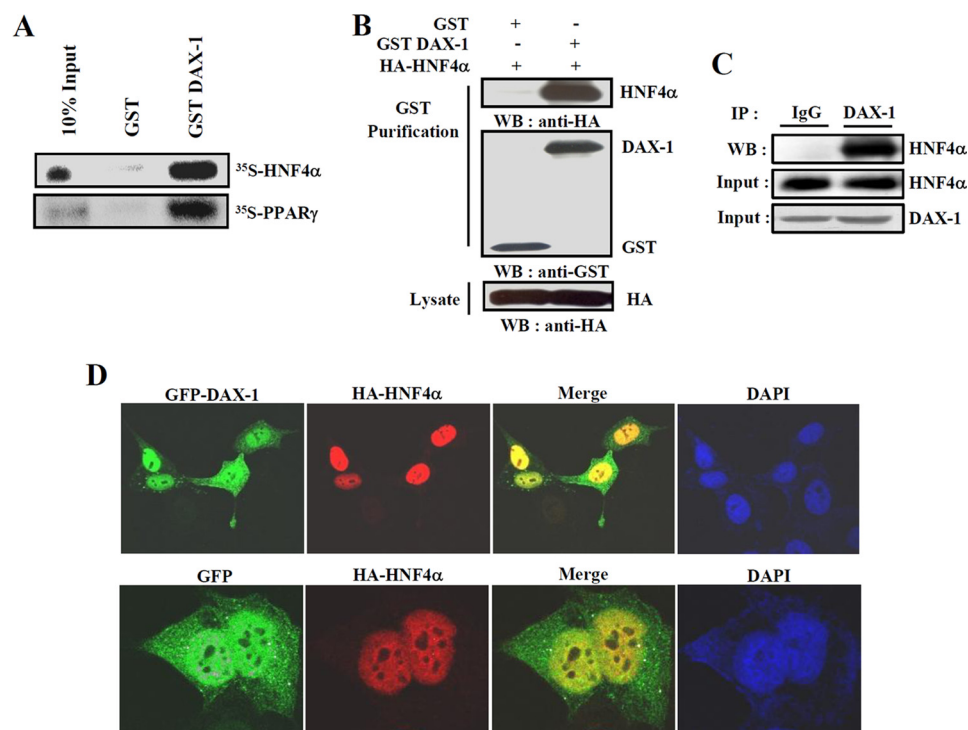 A
10% Input
GST
GST DAX-1
³⁵S-HNF4α
³⁵S-PPARγ
B
GST + -
GST DAX-1 - +
HA-HNF4α + +
GST Purification
HNF4α
WB : anti-HA
DAX-1
GST
WB : anti-GST
Lysate
HA
WB : anti-HA
C
IP : IgG DAX-1
WB : HNF4α
Input : HNF4α
Input : DAX-1
D
GFP-DAX-1 HA-HNF4α Merge DAPI
GFP HA-HNF4α Merge DAPI